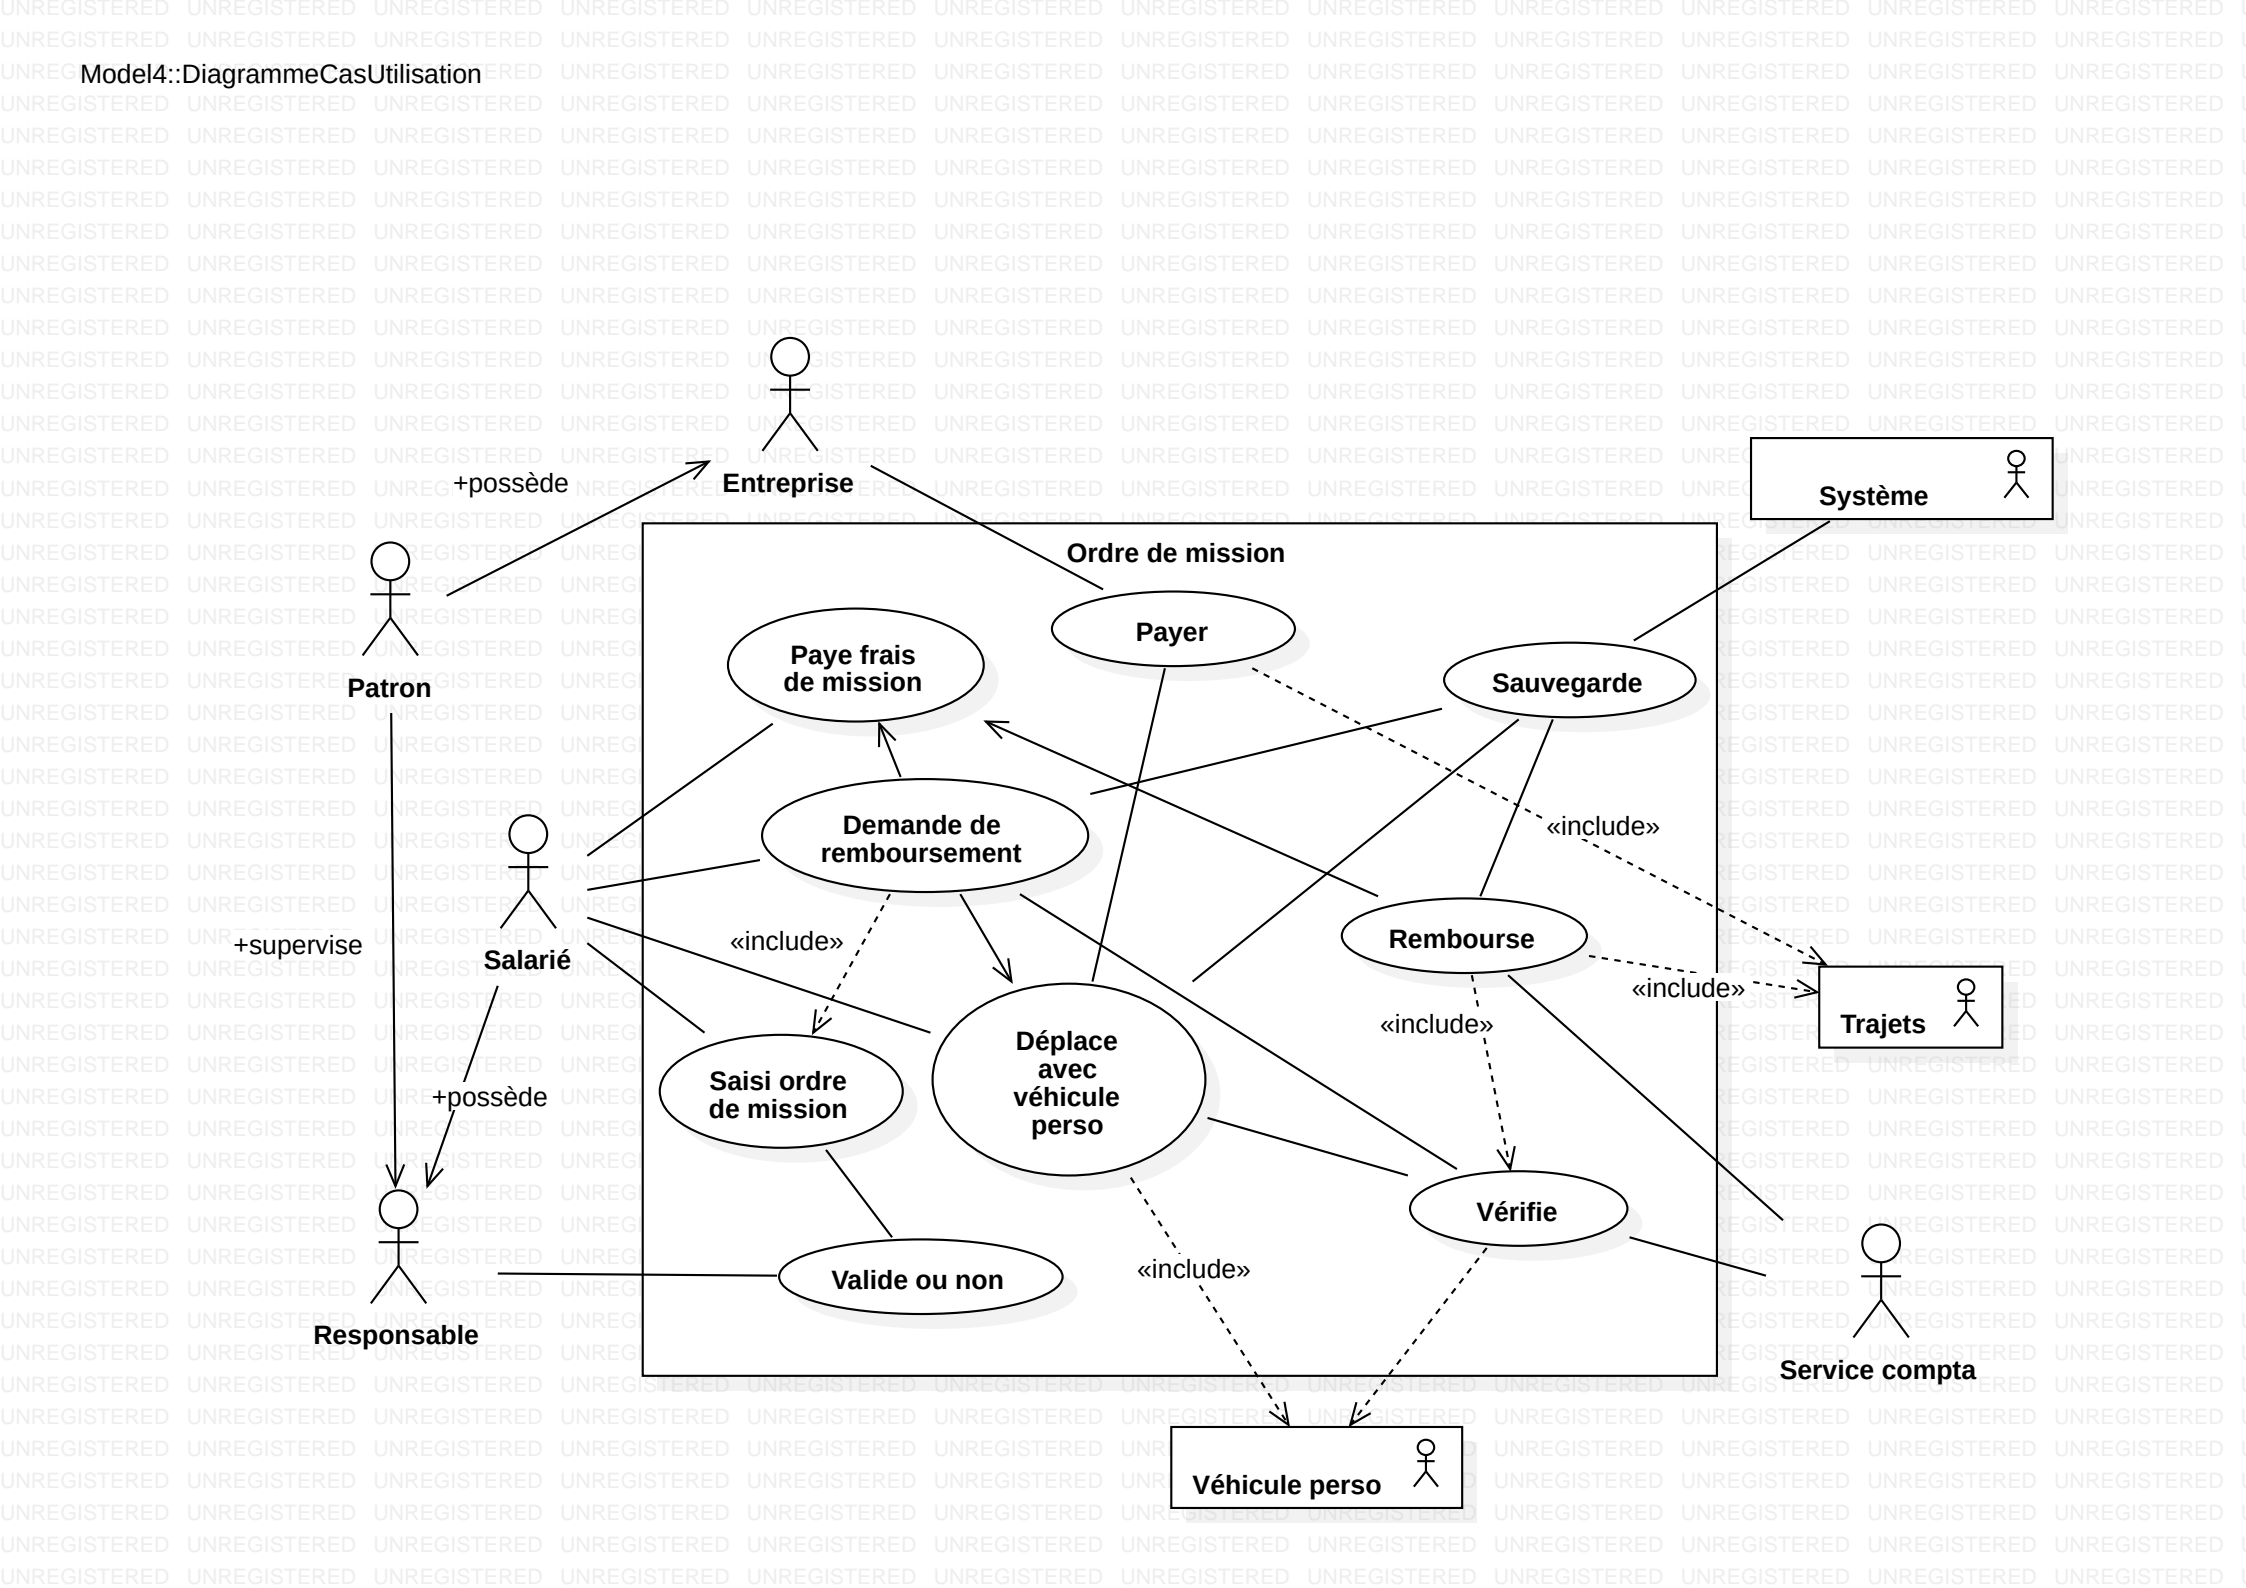 Model4::DiagrammeCasUtilisation
Entreprise
+possède
Système
Ordre de mission
Patron
Payer
Paye frais
de mission
Sauvegarde
Demande de
remboursement
«include»
+supervise
Salarié
«include»
Rembourse
«include»
«include»
Trajets
+possède
Saisi ordre
de mission
Déplace
avec
véhicule
perso
Vérifie
«include»
Valide ou non
Responsable
Service compta
Véhicule perso
UNREGISTERED